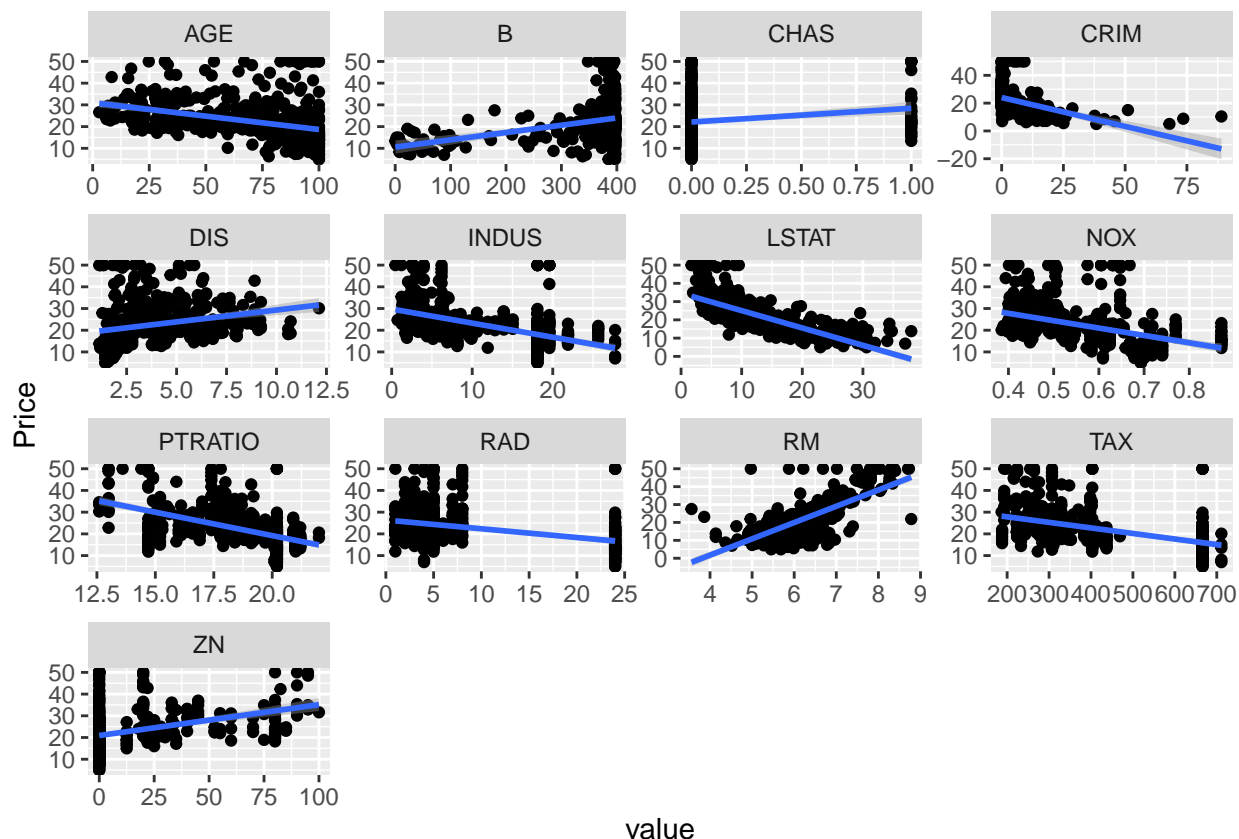 AGE B CHAS CRIM
50 50 50 40
40 40 40
30 30 30 20
20 20 20 0
10 10 10 −20
0 25 50 75 100 0 100 200 300 400 0.00 0.25 0.50 0.75 1.00 0 25 50 75
DIS INDUS LSTAT NOX
50 50 50 50
40 40 40 40
30 30 30 30
20 20 20 20
10 10 10 10
0
2.5 5.0 7.5 10.0 12.5 0 10 20 0 10 20 30 0.4 0.5 0.6 0.7 0.8
Price
PTRATIO RAD RM TAX
50 50 50 50
40 40 40 40
30 30 30 30
20 20 20 20
10 10 10 10
0
12.5 15.0 17.5 20.0 0 5 10 15 20 25 4 5 6 7 8 9 200 300 400 500 600 700
ZN
50
40
30
20
10
0 25 50 75 100
value